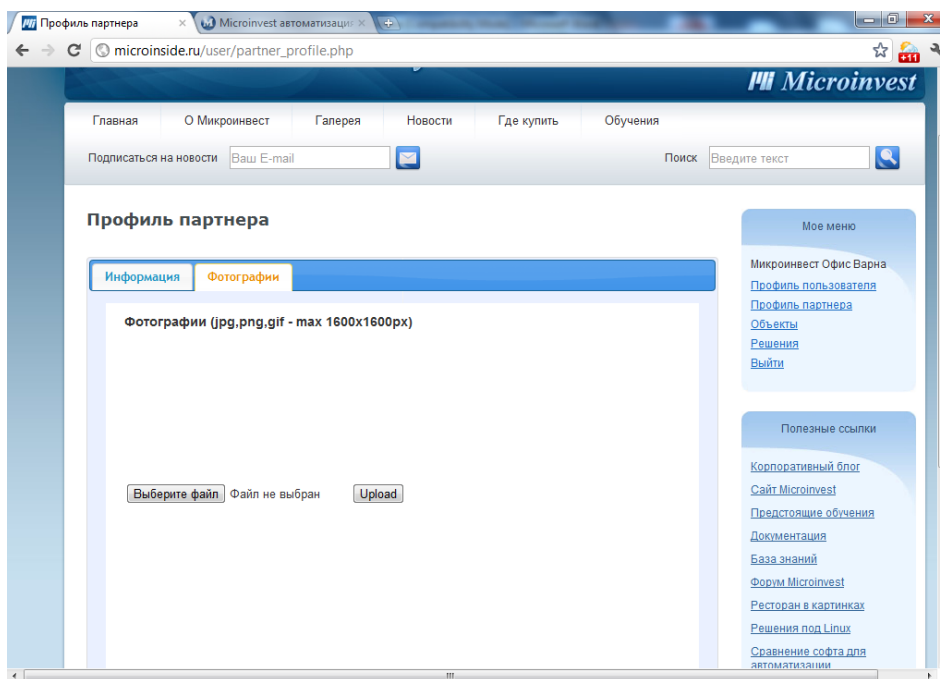 Профиль партнера
Microinvest автоматизаци
microinside.ru/user/partner_profile.php
+11
Microinvest
Главная О Микроинвест Галерея Новости Где купить Обучения
Подписаться на новости Ваш E-mail Поиск Введите текст
Профиль партнера
Информация Фотографии
Фотографии (jpg,png,gif - max 1600x1600px)
Выберите файл Файл не выбран Upload
Мое меню
Микроинвест Офис Варна
Профиль пользователя
Профиль партнера
Объекты
Решения
Выйти
Полезные ссылки
Корпоративный блог
Сайт Microinvest
Предстоящие обучения
Документация
База знаний
Форум Microinvest
Ресторан в картинках
Решения под Linux
Сравнение софта для
автоматизации